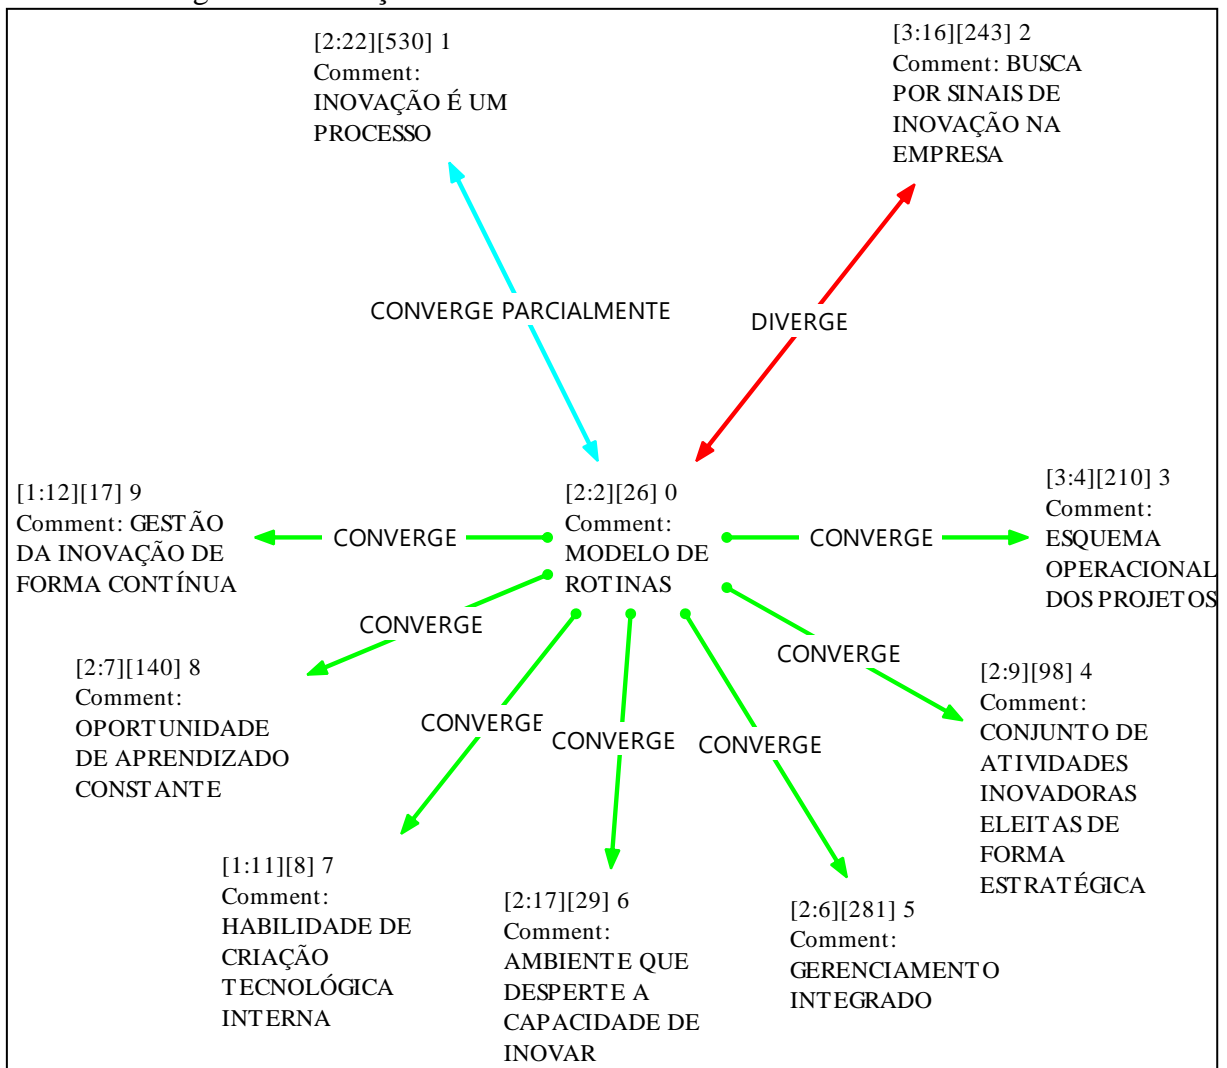 [2:22][530] 1
Comment:
INOVAÇÃO É UM
PROCESSO
[3:16][243] 2
Comment: BUSCA
POR SINAIS DE
INOVAÇÃO NA
EMPRESA
CONVERGE PARCIALMENTE
DIVERGE
[1:12][17] 9
Comment: GESTÃO
DA INOVAÇÃO DE
FORMA CONTÍNUA
CONVERGE
[2:2][26] 0
Comment:
MODELO DE
ROTINAS
CONVERGE
[3:4][210] 3
Comment:
ESQUEMA
OPERACIONAL
DOS PROJETOS
CONVERGE
[2:7][140] 8
Comment:
OPORTUNIDADE
DE APRENDIZADO
CONSTANTE
CONVERGE
[2:9][98] 4
Comment:
CONJUNTO DE
ATIVIDADES
INOVADORAS
ELEITAS DE
FORMA
ESTRATÉGICA
CONVERGE
CONVERGE
CONVERGE
[1:11][8] 7
Comment:
HABILIDADE DE
CRIAÇÃO
TECNOLÓGICA
INTERNA
[2:17][29] 6
Comment:
AMBIENTE QUE
DESPERTE A
CAPACIDADE DE
INOVAR
[2:6][281] 5
Comment:
GERENCIAMENTO
INTEGRADO